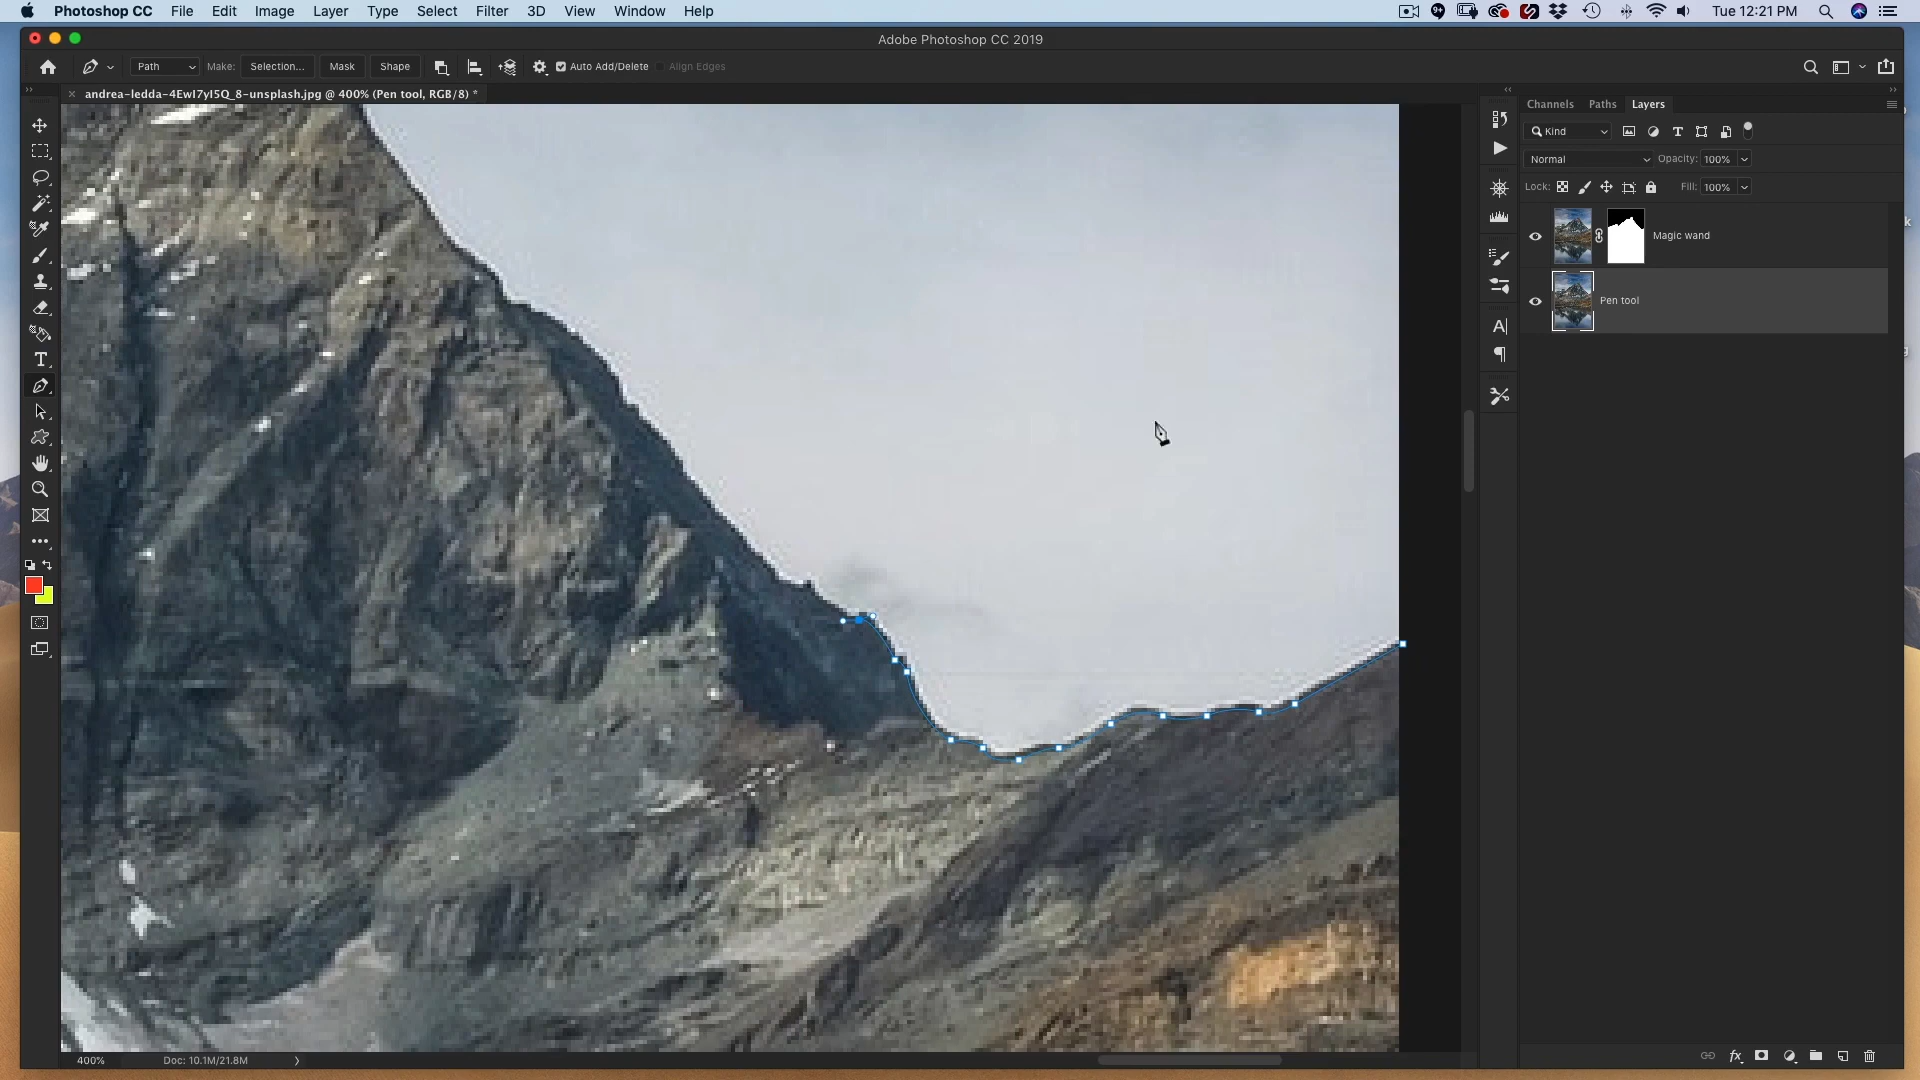 Photoshop CC File Edit Image Layer Type Select Filter 3D View Window Help 9+ Tue 12:21 PM
Adobe Photoshop CC 2019
Path Make: Selection... Mask Shape Auto Add/Delete Align Edges
andrea-ledda-4EwI7yI5Q_8-unsplash.jpg @ 400% (Pen tool, RGB/8) *
Channels Paths Layers
Kind
Normal Opacity: 100%
Lock: Fill: 100%
Magic wand
Pen tool
400% Doc: 10.1M/21.8M